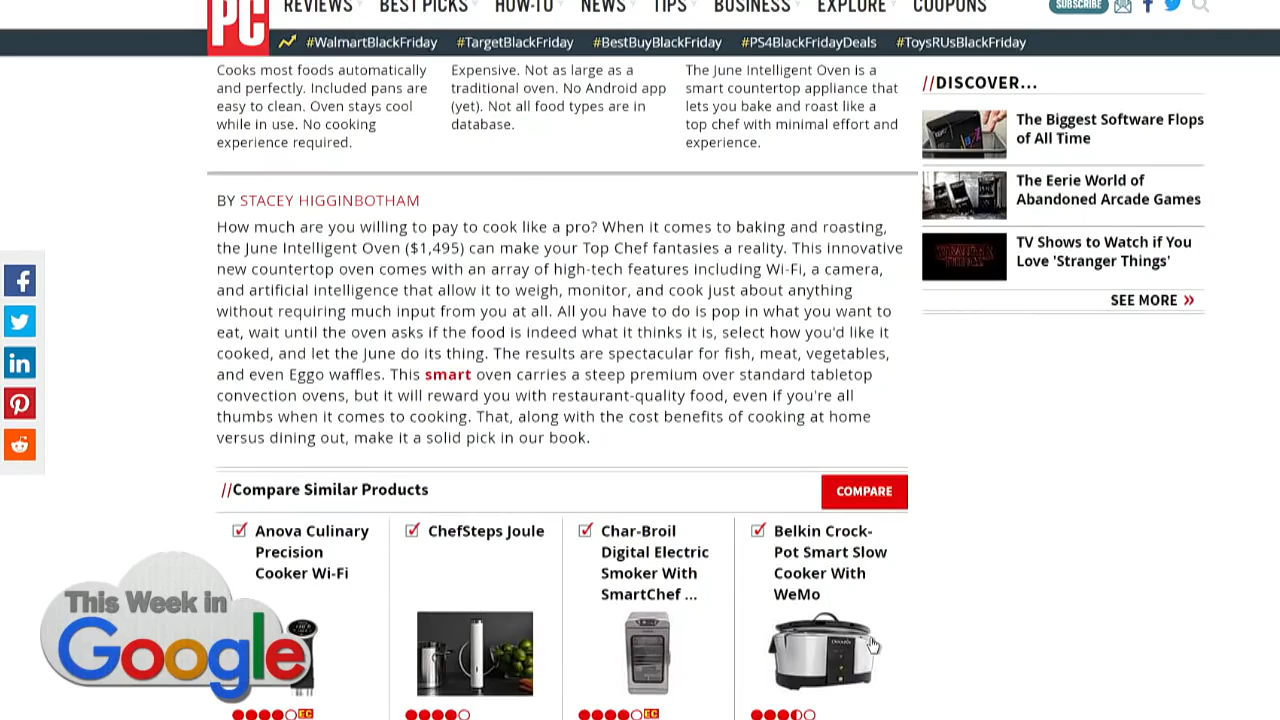 PC
REVIEWS BEST PICKS HOW-TO NEWS TIPS BUSINESS EXPLORE COUPONS
SUBSCRIBE
#WalmartBlackFriday #TargetBlackFriday #BestBuyBlackFriday #PS4BlackFridayDeals #ToysRUsBlackFriday
Cooks most foods automatically
and perfectly. Included pans are
easy to clean. Oven stays cool
while in use. No cooking
experience required.
Expensive. Not as large as a
traditional oven. No Android app
(yet). Not all food types are in
database.
The June Intelligent Oven is a
smart countertop appliance that
lets you bake and roast like a
top chef with minimal effort and
experience.
BY STACEY HIGGINBOTHAM
How much are you willing to pay to cook like a pro? When it comes to baking and roasting,
the June Intelligent Oven ($1,495) can make your Top Chef fantasies a reality. This innovative
new countertop oven comes with an array of high-tech features including Wi-Fi, a camera,
and artificial intelligence that allow it to weigh, monitor, and cook just about anything
without requiring much input from you at all. All you have to do is pop in what you want to
eat, wait until the oven asks if the food is indeed what it thinks it is, select how you'd like it
cooked, and let the June do its thing. The results are spectacular for fish, meat, vegetables,
and even Eggo waffles. This smart oven carries a steep premium over standard tabletop
convection ovens, but it will reward you with restaurant-quality food, even if you're all
thumbs when it comes to cooking. That, along with the cost benefits of cooking at home
versus dining out, make it a solid pick in our book.
//DISCOVER...
The Biggest Software Flops
of All Time
The Eerie World of
Abandoned Arcade Games
TV Shows to Watch if You
Love 'Stranger Things'
SEE MORE »
//Compare Similar Products
COMPARE
Anova Culinary
Precision
Cooker Wi-Fi
ChefSteps Joule
Char-Broil
Digital Electric
Smoker With
SmartChef ...
Belkin Crock-
Pot Smart Slow
Cooker With
WeMo
EC
EC
This Week in
Google